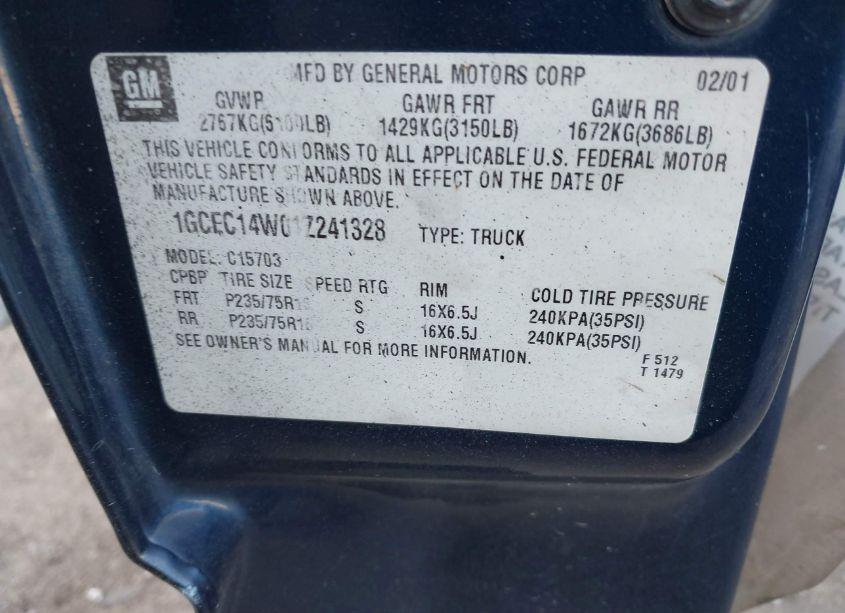 GM
MFD BY GENERAL MOTORS CORP 02/01
GVWR GAWR FRT GAWR RR
2767KG(6100LB) 1429KG(3150LB) 1672KG(3686LB)
THIS VEHICLE CONFORMS TO ALL APPLICABLE U.S. FEDERAL MOTOR
VEHICLE SAFETY STANDARDS IN EFFECT ON THE DATE OF
MANUFACTURE SHOWN ABOVE.
1GCEC14W01Z241328 TYPE: TRUCK
MODEL: C15703
TIRE SIZE SPEED RTG RIM COLD TIRE PRESSURE
FRT P235/75R16 S 16X6.5J 240KPA(35PSI)
RR P235/75R16 S 16X6.5J 240KPA(35PSI)
SEE OWNER'S MANUAL FOR MORE INFORMATION.
F 512
T 1479